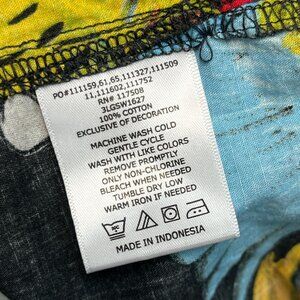 PO#111159,61,65,111327,111509
11,111602,111752
RN# 117508
3LGSW1627
100% COTTON
EXCLUSIVE OF DECORATION
MACHINE WASH COLD
GENTLE CYCLE
WASH WITH LIKE COLORS
REMOVE PROMPTLY
ONLY NON-CHLORINE
BLEACH WHEN NEEDED
TUMBLE DRY LOW
WARM IRON IF NEEDED
MADE IN INDONESIA